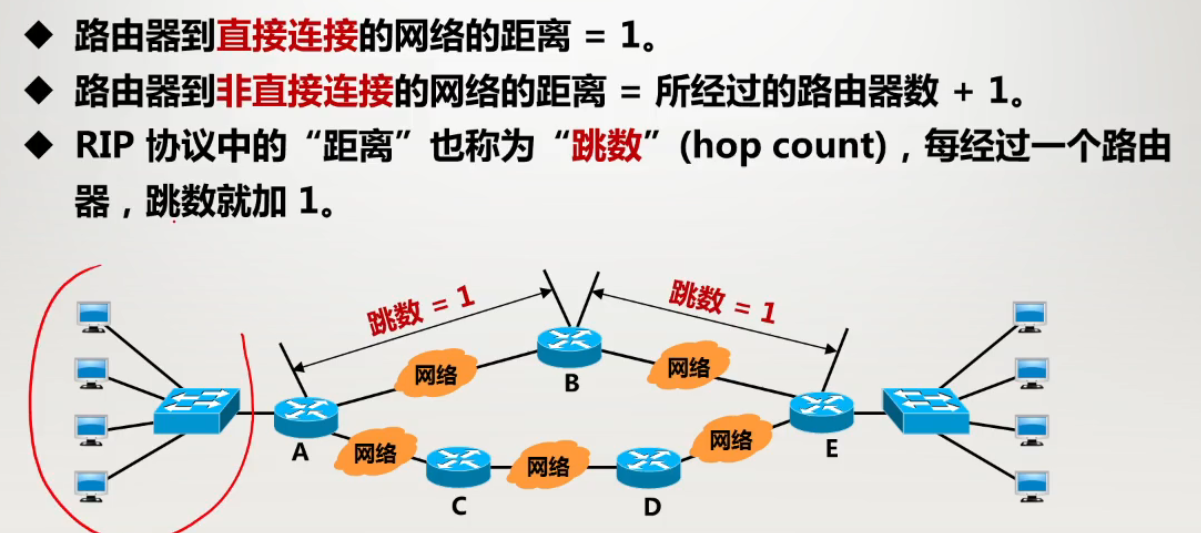 ◆ 路由器到直接连接的网络的距离 = 1。
◆ 路由器到非直接连接的网络的距离 = 所经过的路由器数 + 1。
◆ RIP 协议中的“距离”也称为“跳数”(hop count)，每经过一个路由
器，跳数就加 1。
跳数 = 1
跳数 = 1
网络
B
网络
A
网络
C
网络
D
网络
E